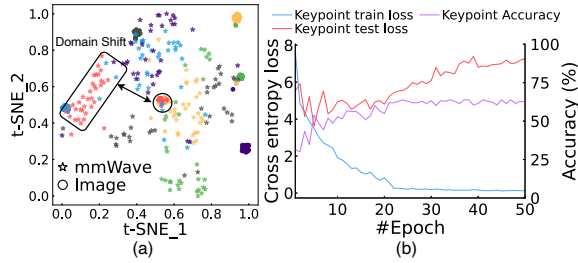 (a)
1.0
0.8
0.6
0.4
0.2
0.0
t-SNE_2
Domain Shift
mmWave
Image
0.0 0.2 0.4 0.6 0.8 1.0
t-SNE_1
(a)
Keypoint train loss
Keypoint Accuracy
Keypoint test loss
Cross entropy loss
8
6
4
2
0
100
75
50
25
0
Accuracy (%)
10 20 30 40 50
#Epoch
(b)